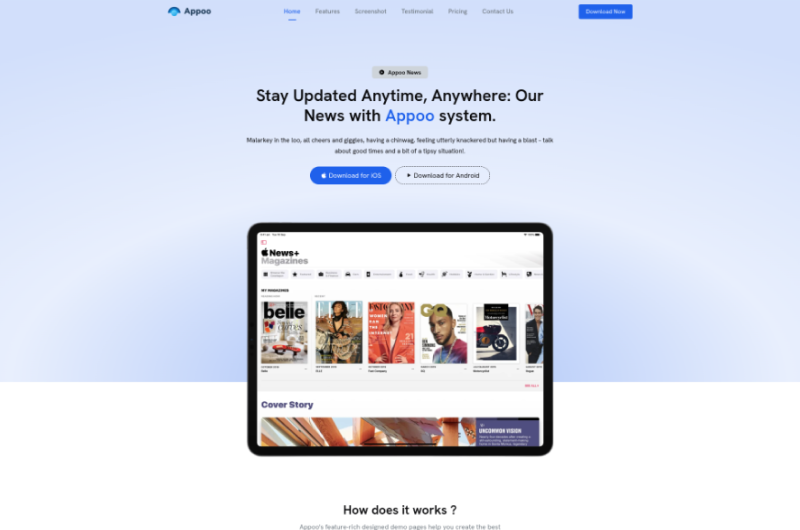 Appoo
Home Features Screenshot Testimonial Pricing Contact Us
Download Now
Appoo News
Stay Updated Anytime, Anywhere: Our
News with Appoo system.
Malarkey in the loo, all cheers and giggles, having a chinwag, feeling utterly knackered but having a blast - talk
about good times and a bit of a tipsy situation!.
Download for iOS
Download for Android
News+
Magazines
MY MAGAZINES
belle
FAST COMPANY
WOMEN
21
GQ
Cover Story
UNCOMMON VISION
How does it works ?
Appoo's feature-rich designed demo pages help you create the best